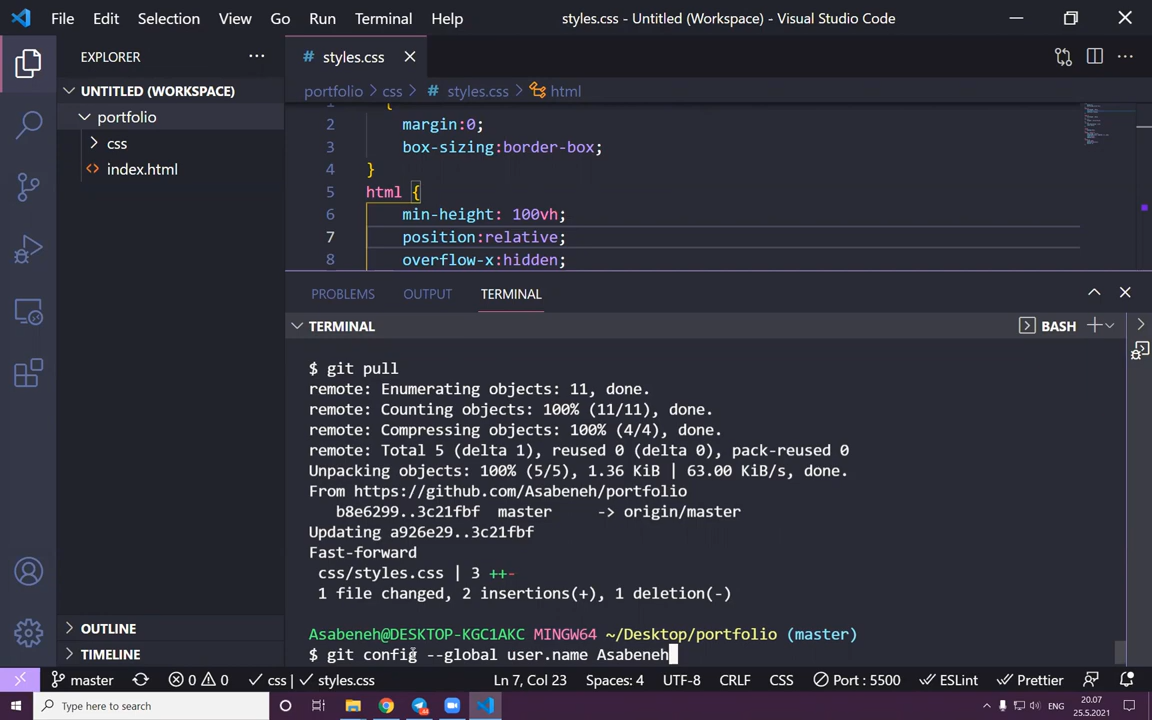 File Edit Selection View Go Run Terminal Help
styles.css - Untitled (Workspace) - Visual Studio Code
EXPLORER
UNTITLED (WORKSPACE)
portfolio
css
index.html
OUTLINE
TIMELINE
# styles.css
portfolio > css > # styles.css > html
1 {
2 margin:0;
3 box-sizing:border-box;
4 }
5 html {
6 min-height: 100vh;
7 position:relative;
8 overflow-x:hidden;
PROBLEMS OUTPUT TERMINAL
TERMINAL
BASH
$ git pull
remote: Enumerating objects: 11, done.
remote: Counting objects: 100% (11/11), done.
remote: Compressing objects: 100% (4/4), done.
remote: Total 5 (delta 1), reused 0 (delta 0), pack-reused 0
Unpacking objects: 100% (5/5), 1.36 KiB | 63.00 KiB/s, done.
From https://github.com/Asabeneh/portfolio
b8e6299..3c21fbf master -> origin/master
Updating a926e29..3c21fbf
Fast-forward
css/styles.css | 3 ++-
1 file changed, 2 insertions(+), 1 deletion(-)
Asabeneh@DESKTOP-KGC1AKC MINGW64 ~/Desktop/portfolio (master)
$ git config --global user.name Asabeneh
master 0 0 css | styles.css Ln 7, Col 23 Spaces: 4 UTF-8 CRLF CSS Port : 5500 ESLint Prettier
Type here to search
ENG
20.07
25.5.2021